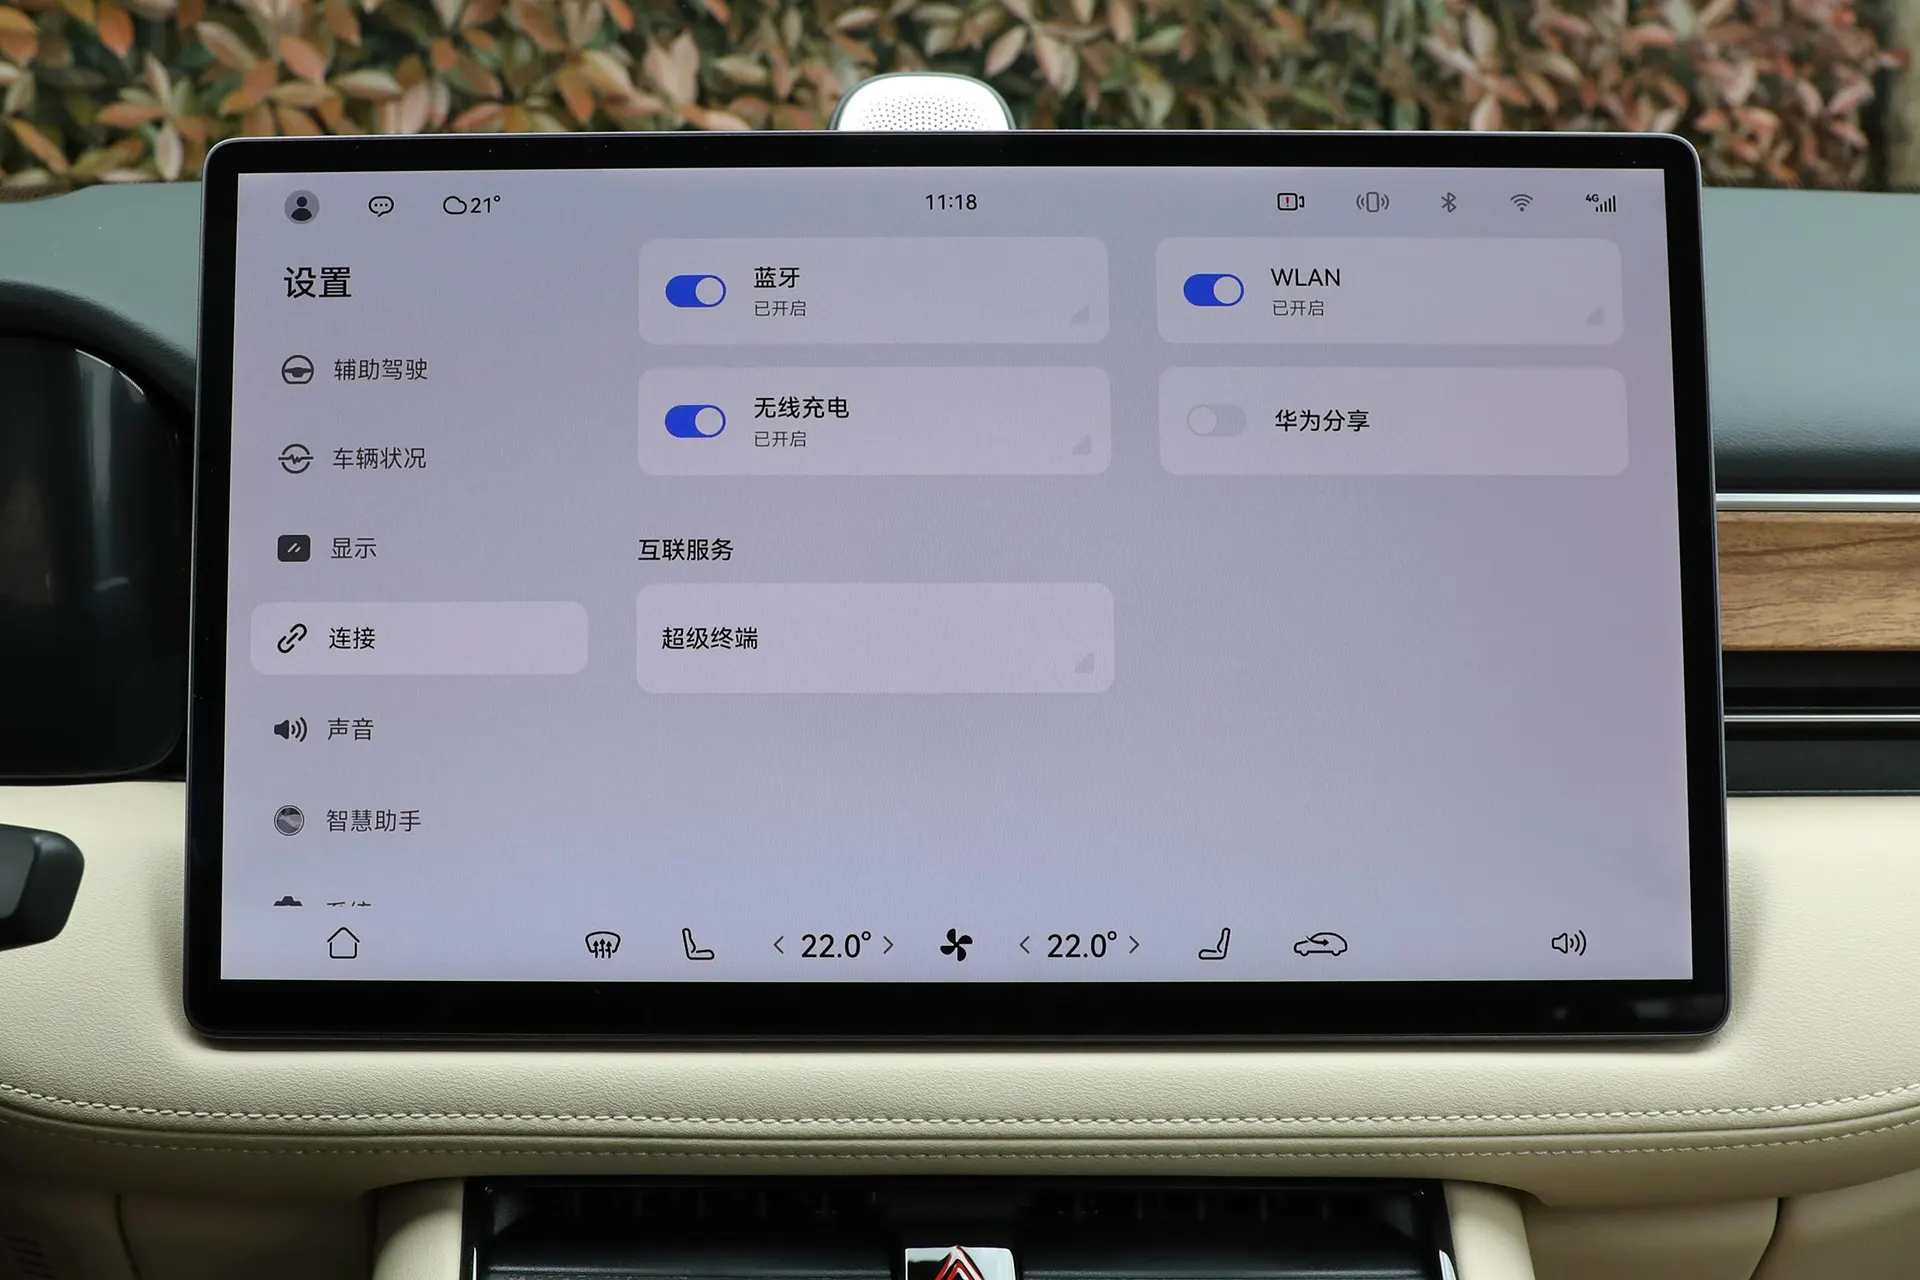 21°
11:18
4G
设置
辅助驾驶
车辆状况
显示
连接
声音
智慧助手
蓝牙
已开启
WLAN
已开启
无线充电
已开启
华为分享
互联服务
超级终端
22.0°
22.0°